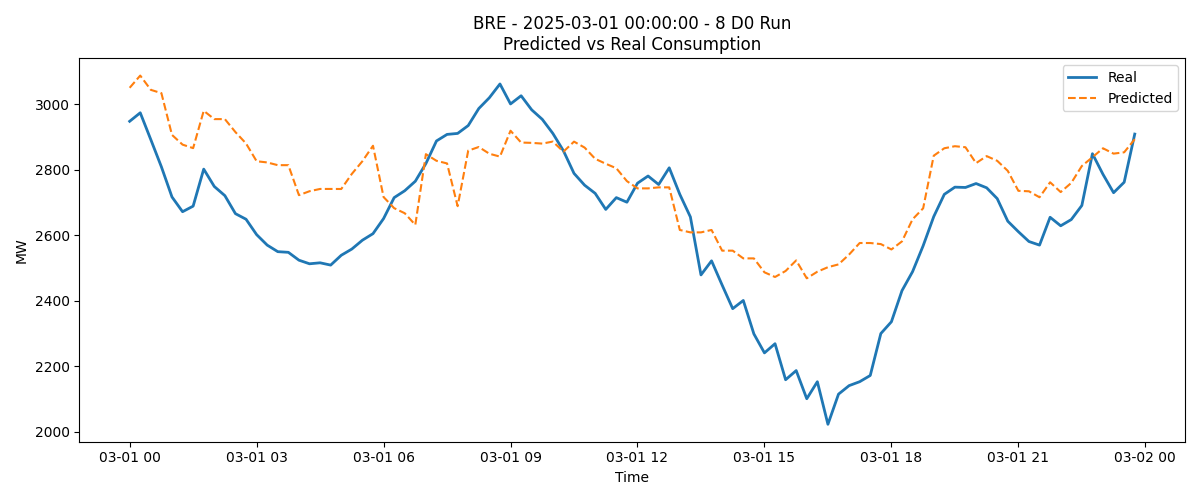 BRE - 2025-03-01 00:00:00 - 8 D0 Run
Predicted vs Real Consumption
Real
Predicted
MW
3000
2800
2600
2400
2200
2000
03-01 00
03-01 03
03-01 06
03-01 09
03-01 12
03-01 15
03-01 18
03-01 21
03-02 00
Time